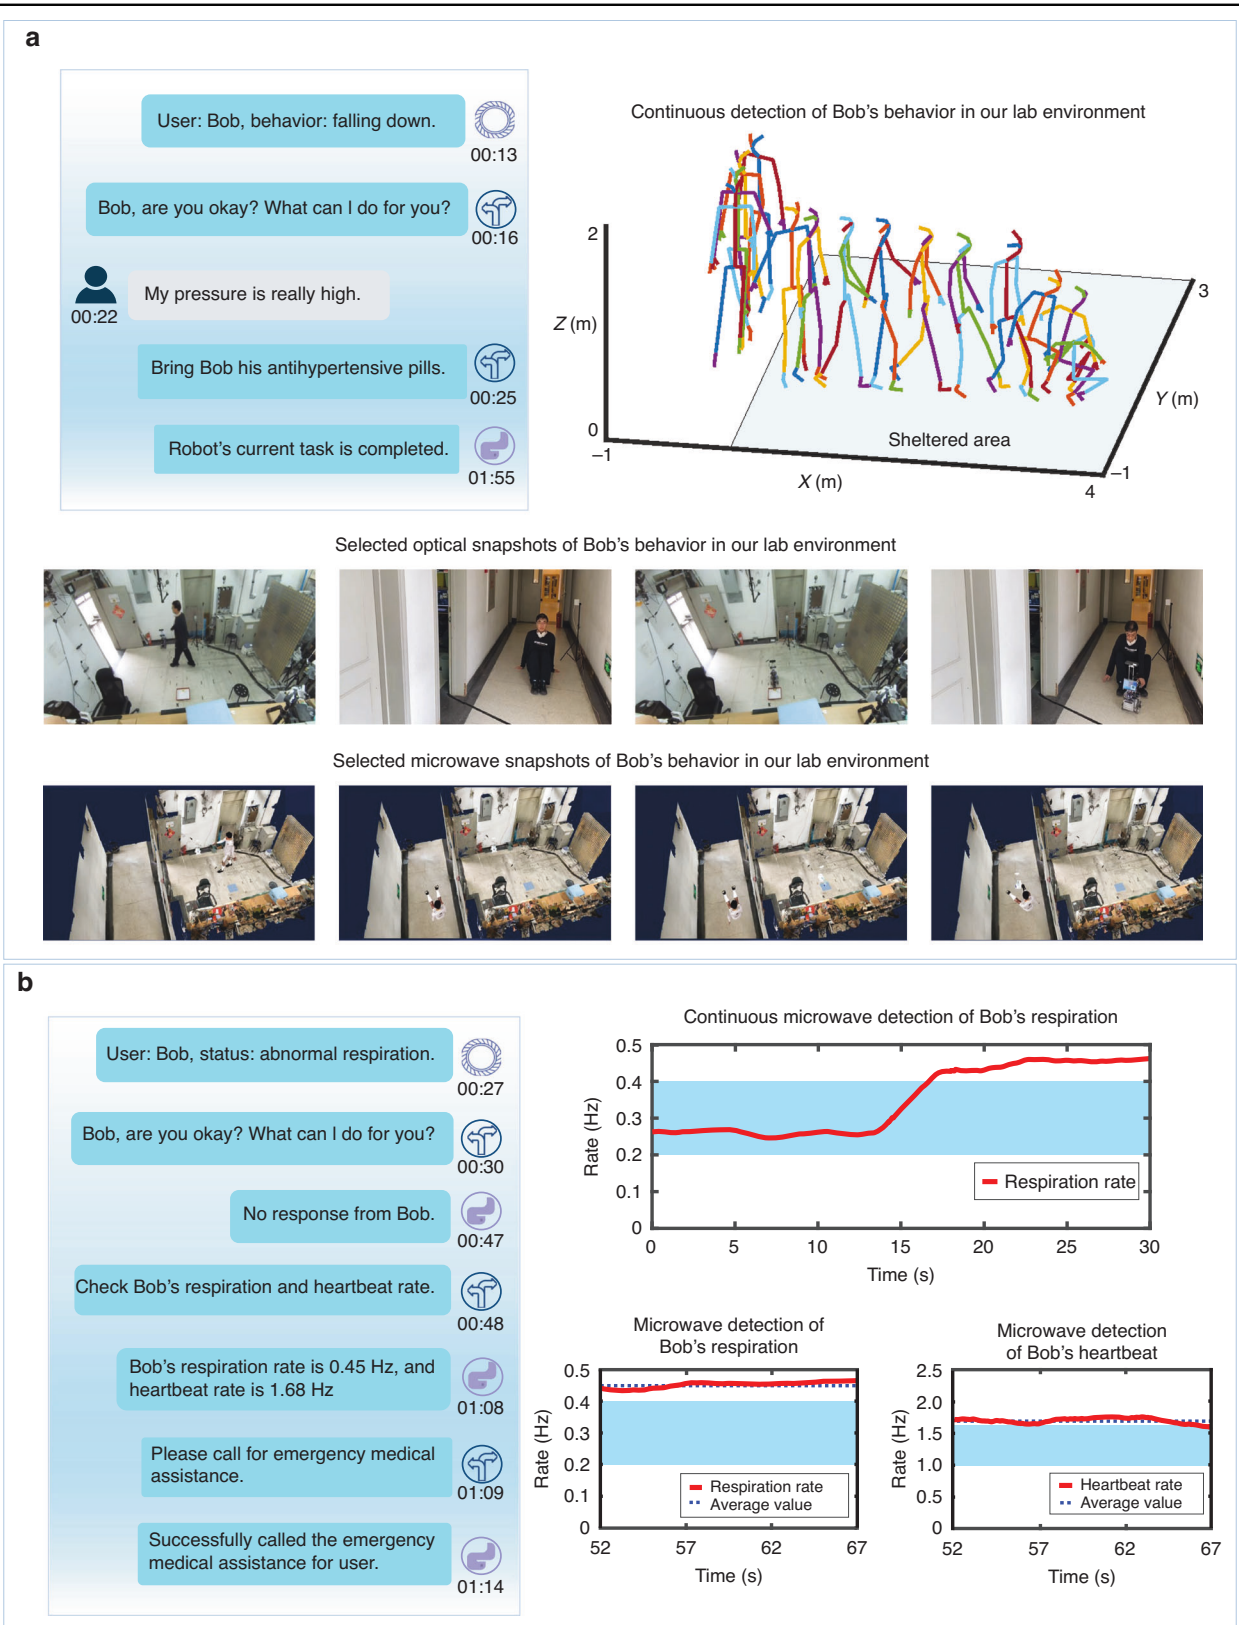 a
User: Bob, behavior: falling down.
00:13
Bob, are you okay? What can I do for you?
00:16
My pressure is really high.
00:22
Bring Bob his antihypertensive pills.
00:25
Robot's current task is completed.
01:55
Continuous detection of Bob's behavior in our lab environment
2
Z (m)
0
–1
X (m)
4
–1
Y (m)
3
Sheltered area
Selected optical snapshots of Bob's behavior in our lab environment
Selected microwave snapshots of Bob's behavior in our lab environment
b
User: Bob, status: abnormal respiration.
00:27
Bob, are you okay? What can I do for you?
00:30
No response from Bob.
00:47
Check Bob's respiration and heartbeat rate.
00:48
Bob's respiration rate is 0.45 Hz, and
heartbeat rate is 1.68 Hz
01:08
Please call for emergency medical
assistance.
01:09
Successfully called the emergency
medical assistance for user.
01:14
Continuous microwave detection of Bob's respiration
0.5
0.4
0.3
0.2
0.1
0
Rate (Hz)
Respiration rate
0 5 10 15 20 25 30
Time (s)
Microwave detection of
Bob's respiration
0.5
0.4
0.3
0.2
0.1
0
Rate (Hz)
Respiration rate
Average value
52 57 62 67
Time (s)
Microwave detection
of Bob's heartbeat
2.5
2.0
1.5
1.0
0.5
0
Rate (Hz)
Heartbeat rate
Average value
52 57 62 67
Time (s)